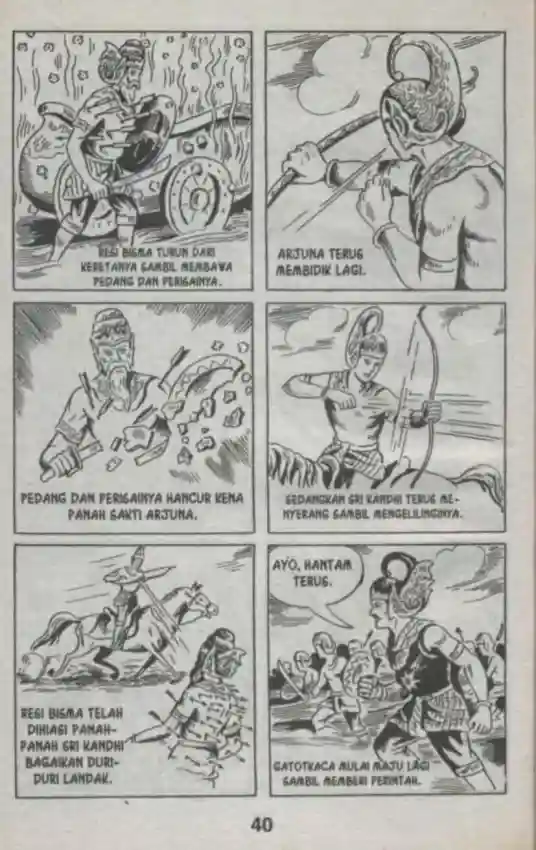 RESI BISMA TURUN DARI
KERETANYA SAMBIL MEMBAWA
PEDANG DAN PERISAINYA.
ARJUNA TERUS
MEMBIDIK LAGI.
PEDANG DAN PERISAINYA HANCUR KENA
PANAH SAKTI ARJUNA.
SEDANGKAN SRI KANDHI TERUS ME-
NYERANG SAMBIL MENGELILINGINYA.
RESI BISMA TELAH
DIHIASI PANAH-
PANAH SRI KANDHI
BAGAIKAN DURI-
DURI LANDAK.
AYO, HANTAM
TERUS.
GATOTKACA MULAI MAJU LAGI
SAMBIL MEMBERI PERINTAH.
40